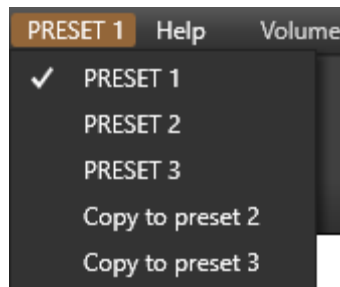 PRESET 1 Help Volume
PRESET 1
PRESET 2
PRESET 3
Copy to preset 2
Copy to preset 3